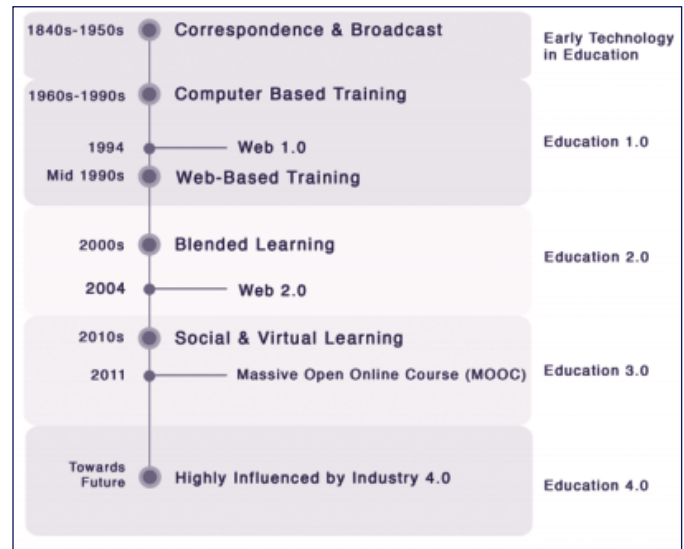 1840s-1950s Correspondence & Broadcast
Early Technology
in Education
1960s-1990s Computer Based Training
Education 1.0
1994 Web 1.0
Mid 1990s Web-Based Training
2000s Blended Learning
Education 2.0
2004 Web 2.0
2010s Social & Virtual Learning
Education 3.0
2011 Massive Open Online Course (MOOC)
Towards
Future
Highly Influenced by Industry 4.0
Education 4.0